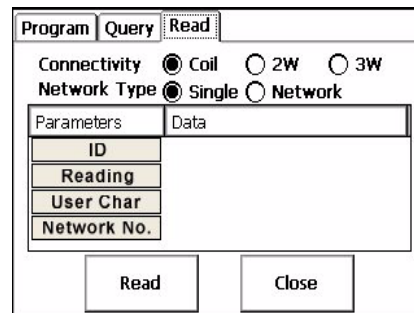 Program Query Read
Connectivity Coil 2W 3W
Network Type Single Network
Parameters Data
ID
Reading
User Char
Network No.
Read Close